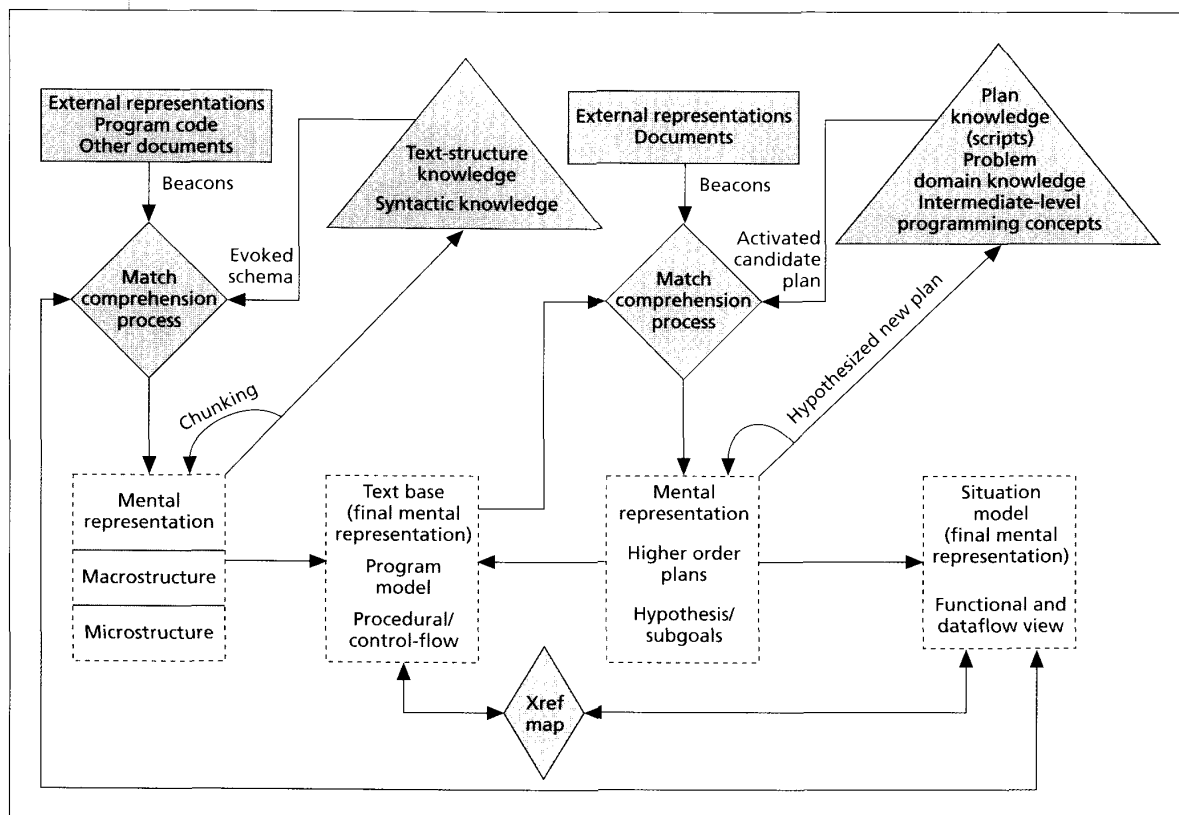 External representations
Program code
Other documents
Beacons
Text-structure
knowledge
Syntactic knowledge
Evoked
schema
Match
comprehension
process
Chunking
Mental
representation
Macrostructure
Microstructure
Text base
(final mental
representation)
Program
model
Procedural/
control-flow
External representations
Documents
Beacons
Plan
knowledge
(scripts)
Problem
domain knowledge
Intermediate-level
programming concepts
Activated
candidate
plan
Match
comprehension
process
Hypothesized new plan
Mental
representation
Higher order
plans
Hypothesis/
subgoals
Situation
model
(final mental
representation)
Functional and
dataflow view
Xref
map